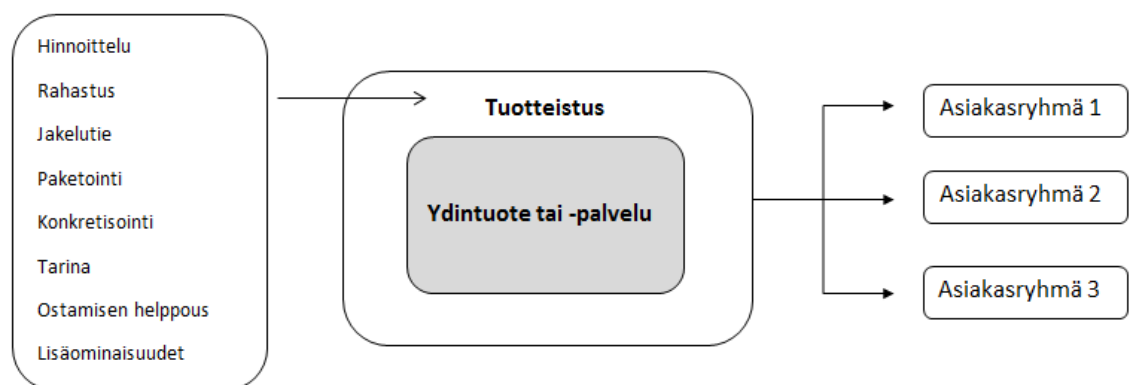 Hinnoittelu
Rahastus
Jakelutie
Paketointi
Konkretisointi
Tarina
Ostamisen helppous
Lisäominaisuudet
Tuotteistus
Ydintuote tai -palvelu
Asiakasryhmä 1
Asiakasryhmä 2
Asiakasryhmä 3